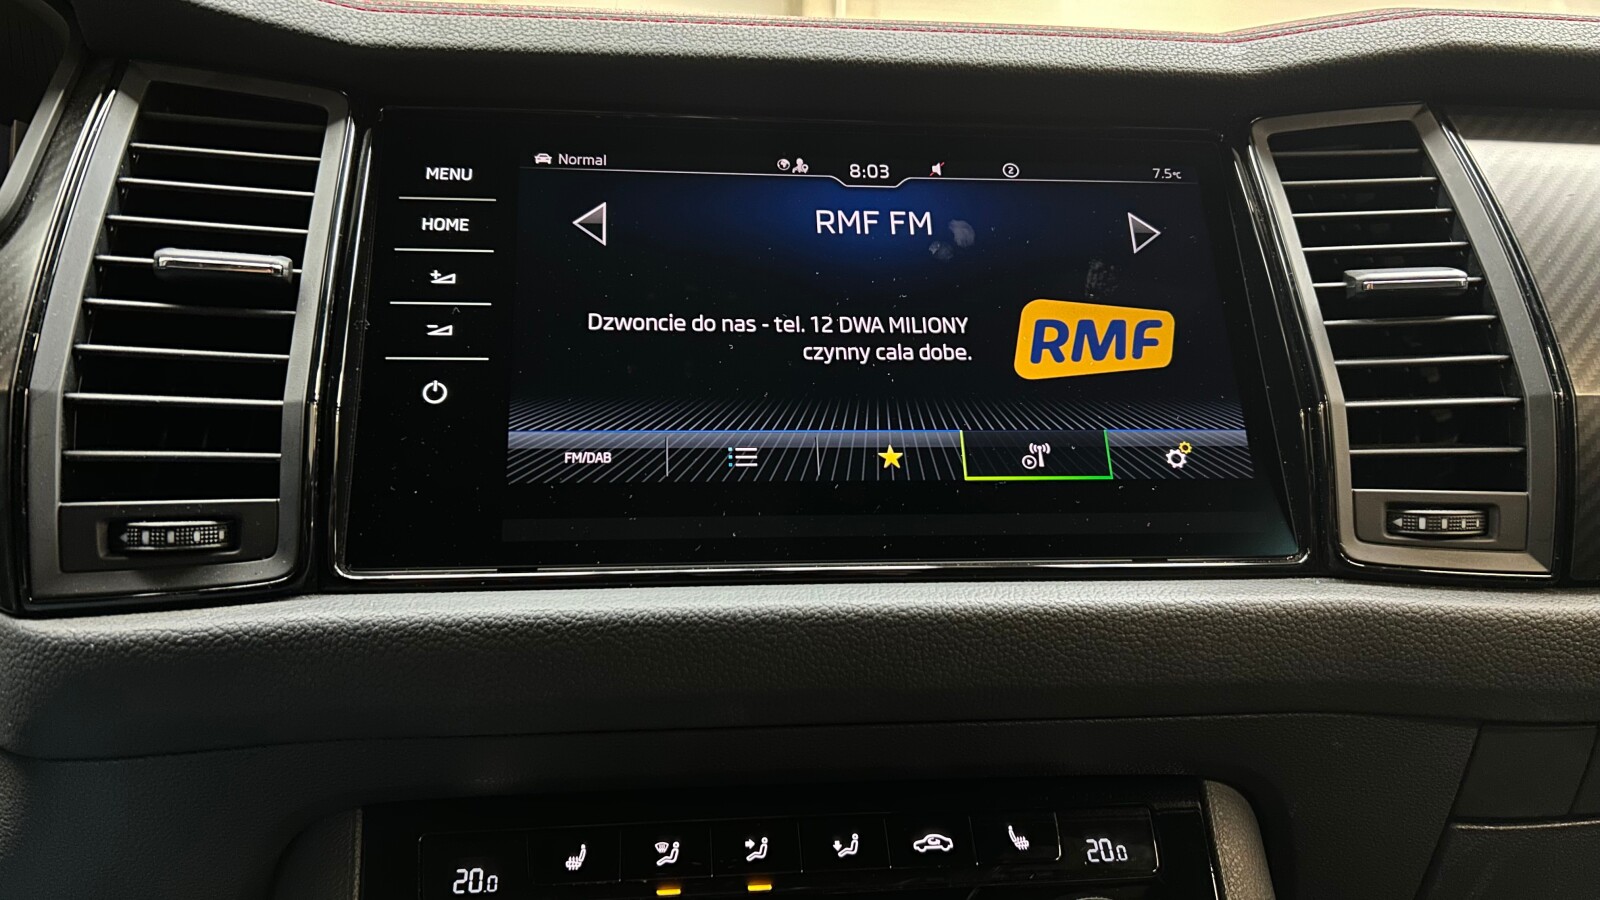 MENU
HOME
Normal
8:03
2
7.5°C
RMF FM
Dzwoncie do nas - tel. 12 DWA MILIONY
czynny cala dobe.
RMF
FM/DAB
20.0
20.0